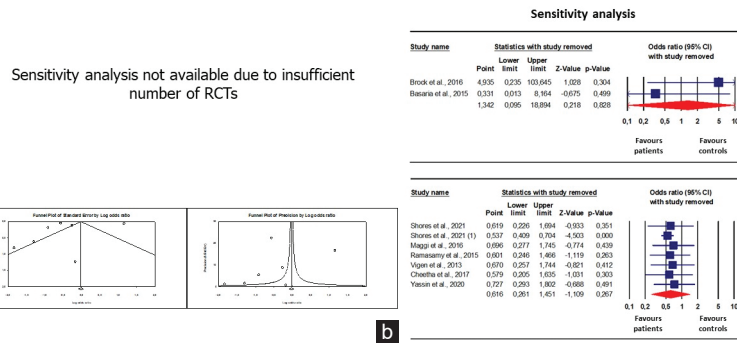 Sensitivity analysis not available due to insufficient
number of RCTs
Funnel Plot of Standard Error by Log odds ratio
Funnel Plot of Precision by Log odds ratio
b
Sensitivity analysis
Study name Statistics with study removed Odds ratio (95% CI)
with study removed
Lower Upper
Point limit limit Z-Value p-Value
Brock et al., 2016 4,935 0,235 103,645 1,028 0,304
Basaria et al., 2015 0,331 0,013 8,164 -0,675 0,499
1,342 0,095 18,894 0,218 0,828
0,1 0,2 0,5 1 2 5 10
Favours Favours
patients controls
Study name Statistics with study removed Odds ratio (95% CI)
with study removed
Lower Upper
Point limit limit Z-Value p-Value
Shores et al., 2021 0,619 0,226 1,694 -0,933 0,351
Shores et al., 2021 (1) 0,537 0,409 0,704 -4,503 0,000
Maggi et al., 2016 0,696 0,277 1,745 -0,774 0,439
Ramasamy et al., 2015 0,601 0,246 1,466 -1,119 0,263
Vigen et al., 2013 0,670 0,257 1,744 -0,821 0,412
Cheetha et al., 2017 0,579 0,205 1,635 -1,031 0,303
Yassin et al., 2020 0,727 0,293 1,802 -0,688 0,491
0,616 0,261 1,451 -1,109 0,267
0,1 0,2 0,5 1 2 5 10
Favours Favours
patients controls